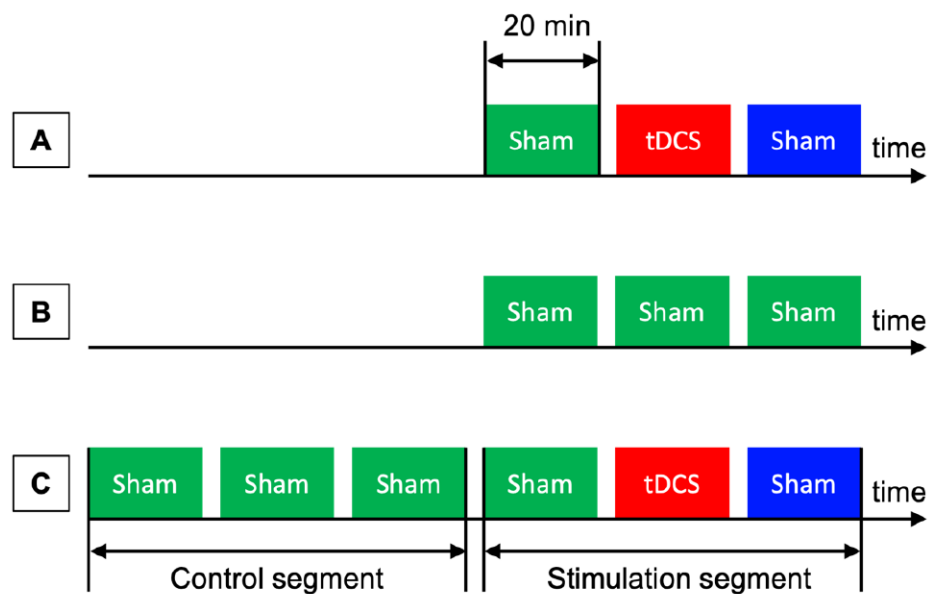 20 min
A
Sham tDCS Sham time
B
Sham Sham Sham time
C
Sham Sham Sham Sham tDCS Sham time
Control segment Stimulation segment